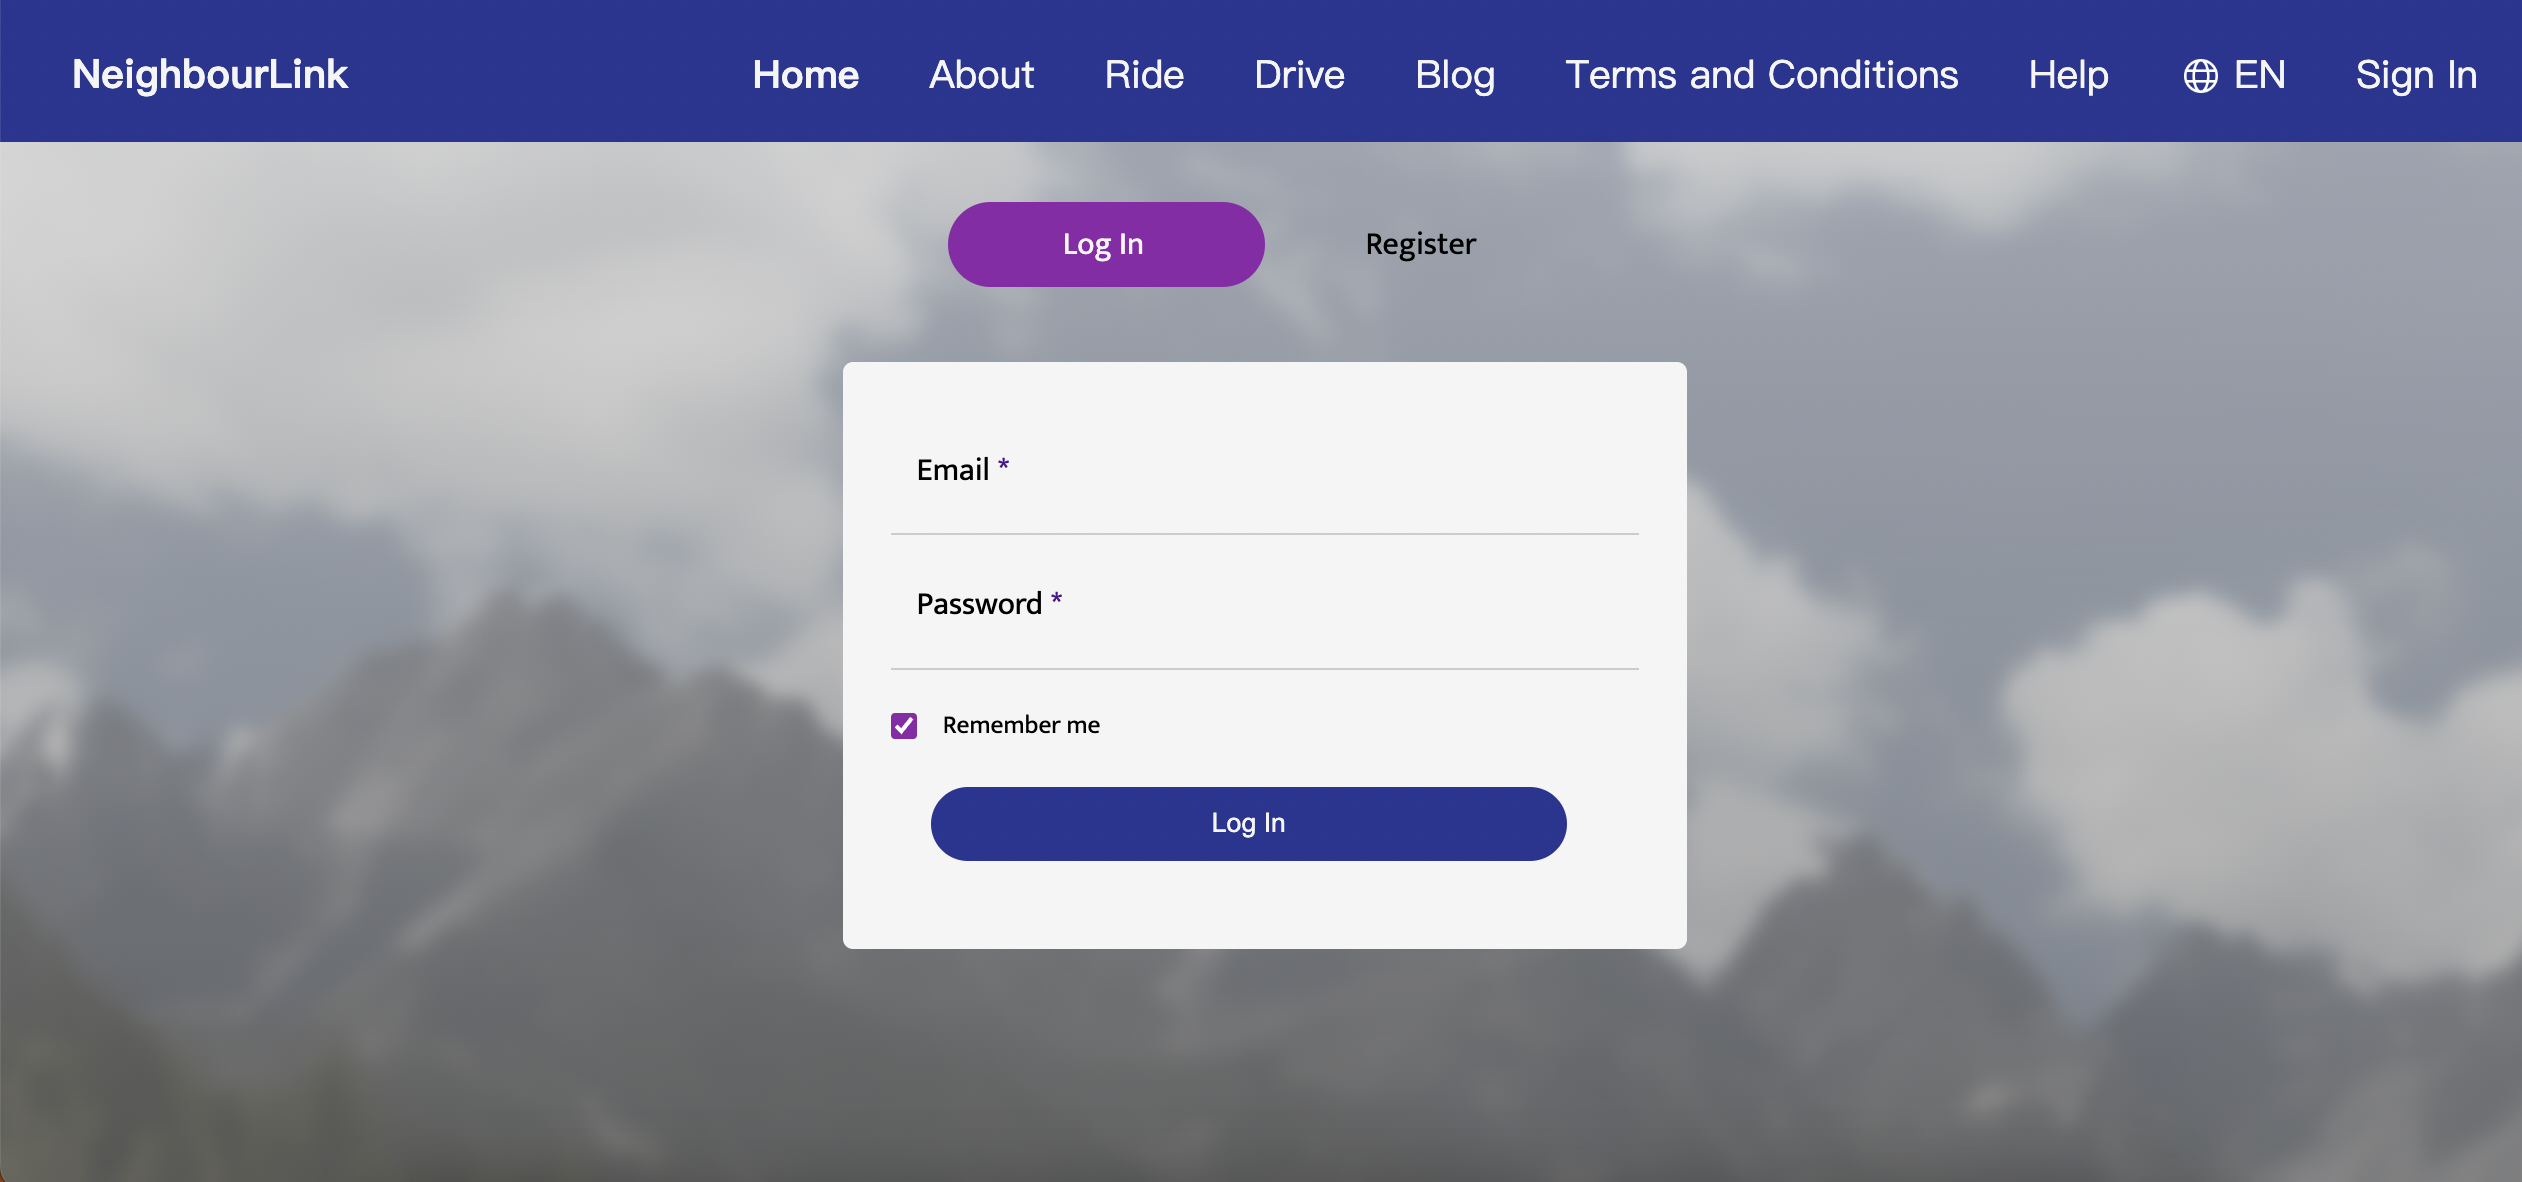 NeighbourLink Home About Ride Drive Blog Terms and Conditions Help EN Sign In
Log In Register
Email *
Password *
Remember me
Log In